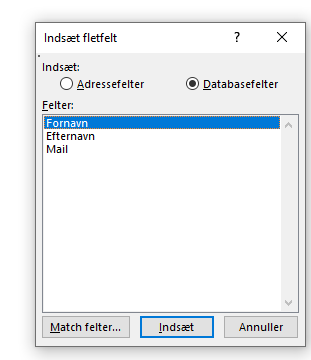 Indsæt fletfelt
?
Indsæt:
Adressefelter
Databasefelter
Felter:
Fornavn
Efternavn
Mail
Match felter...
Indsæt
Annuller